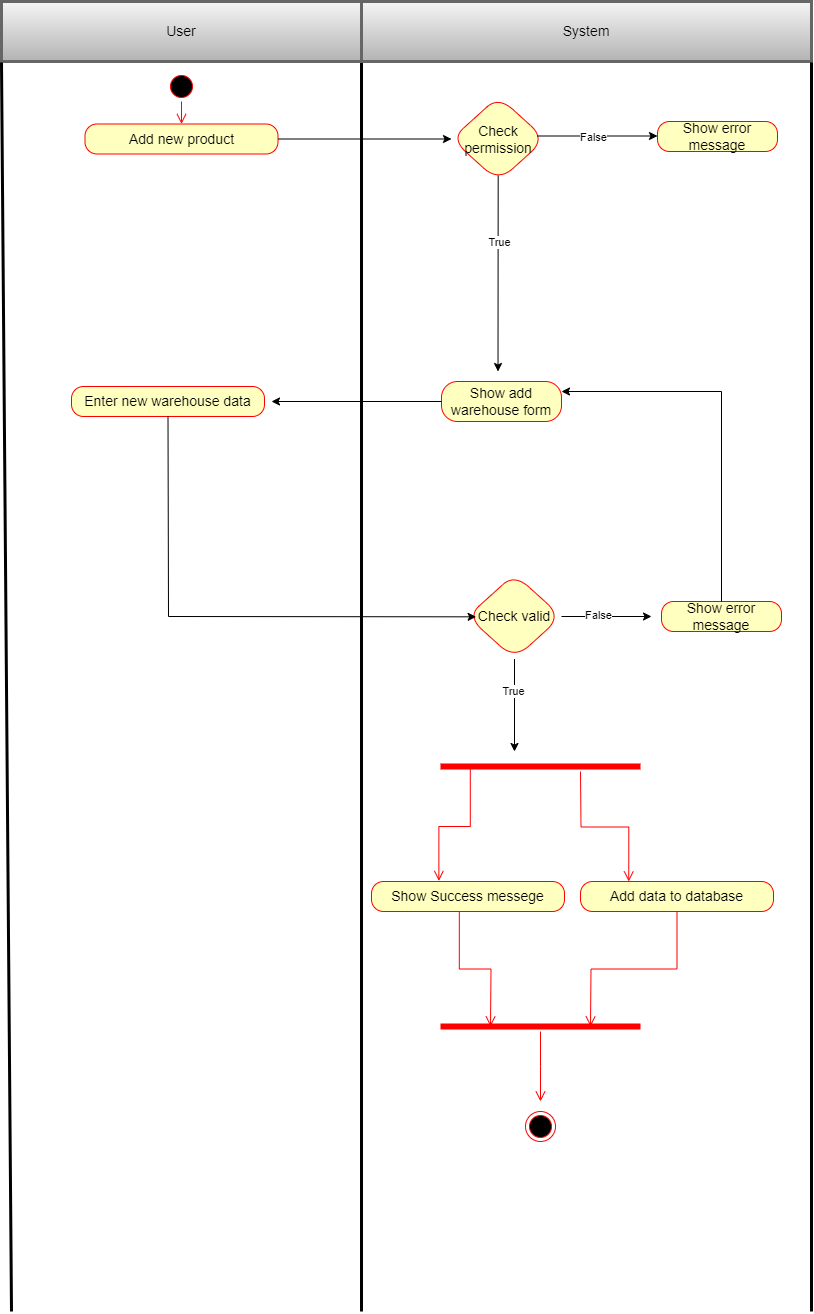 User
System
Add new product
Check
permission
False
Show error
message
True
Enter new warehouse data
Show add
warehouse form
Check valid
False
Show error
message
True
Show Success messege
Add data to database